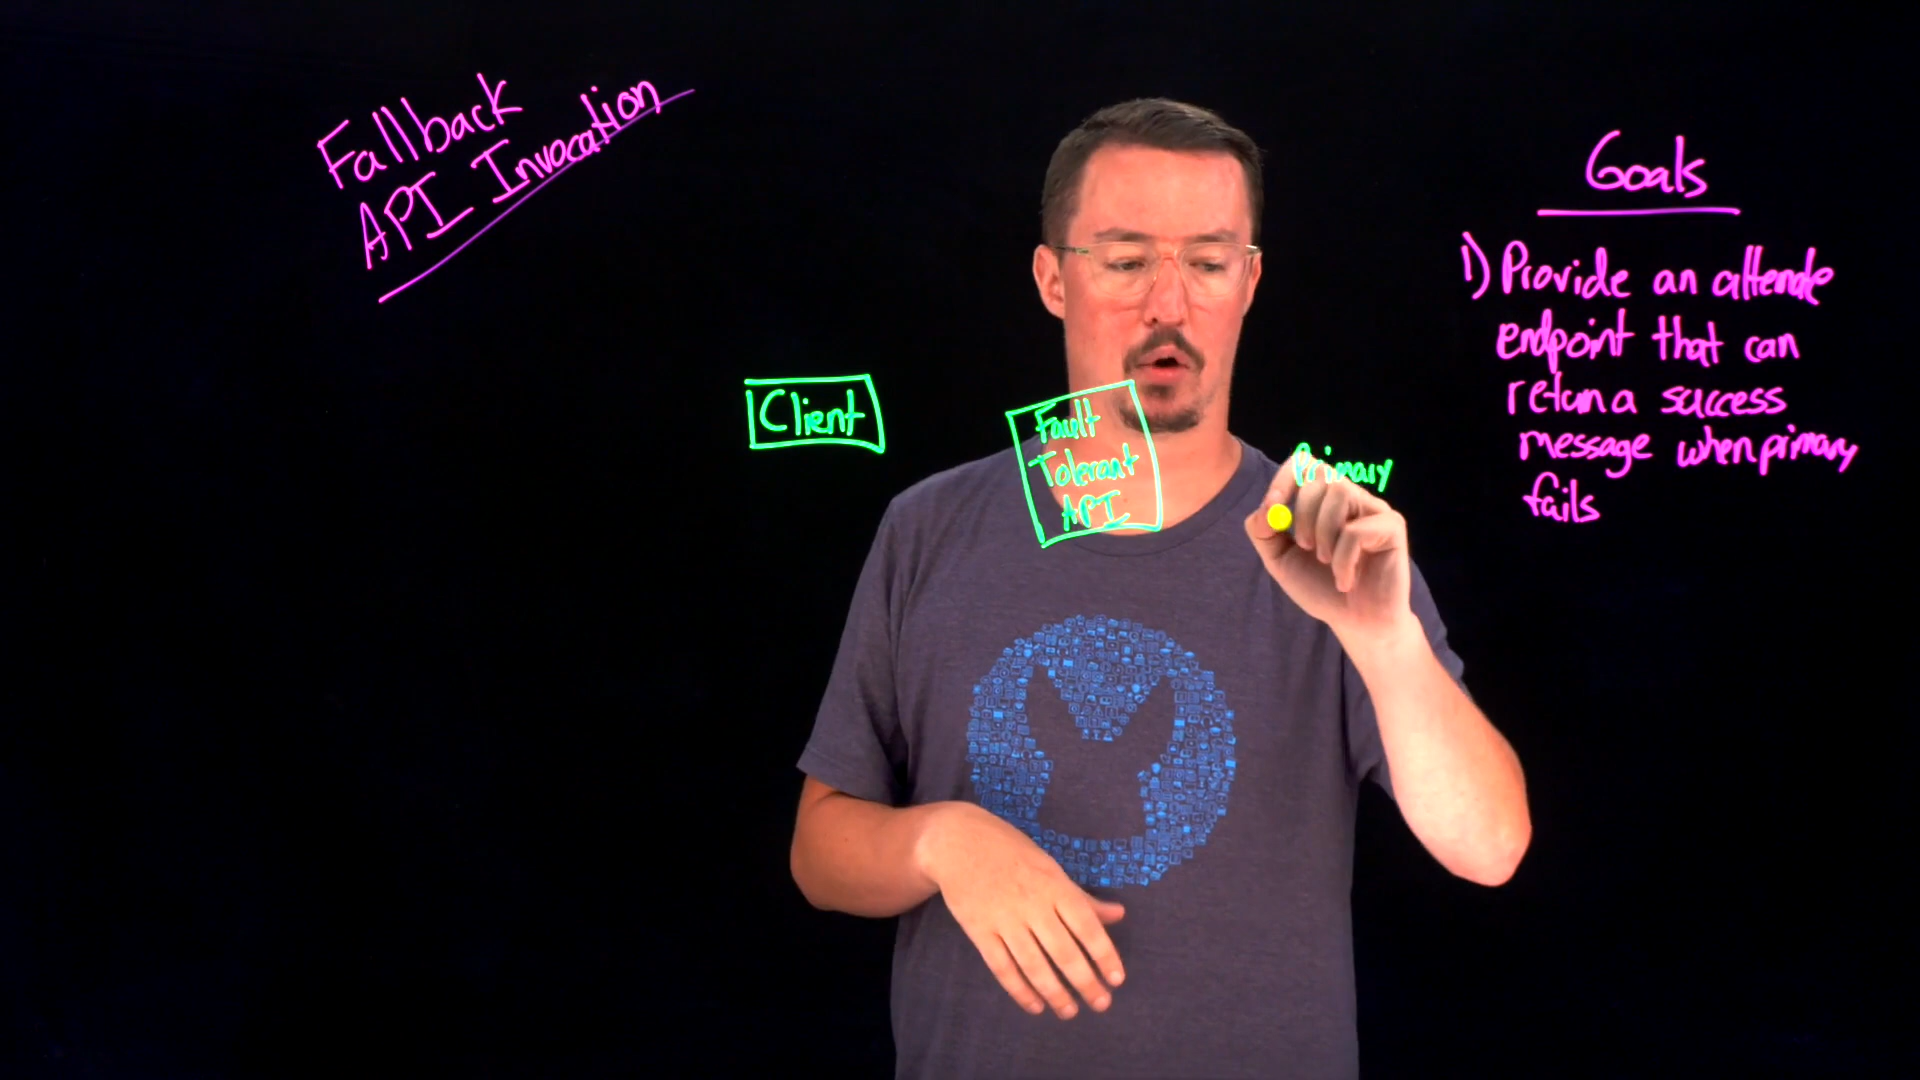 Fallback
API Invocation
Client
Fault
Tolerant
API
Primary
Goals
1) Provide an alternate
endpoint that can
return a success
message when primary
fails